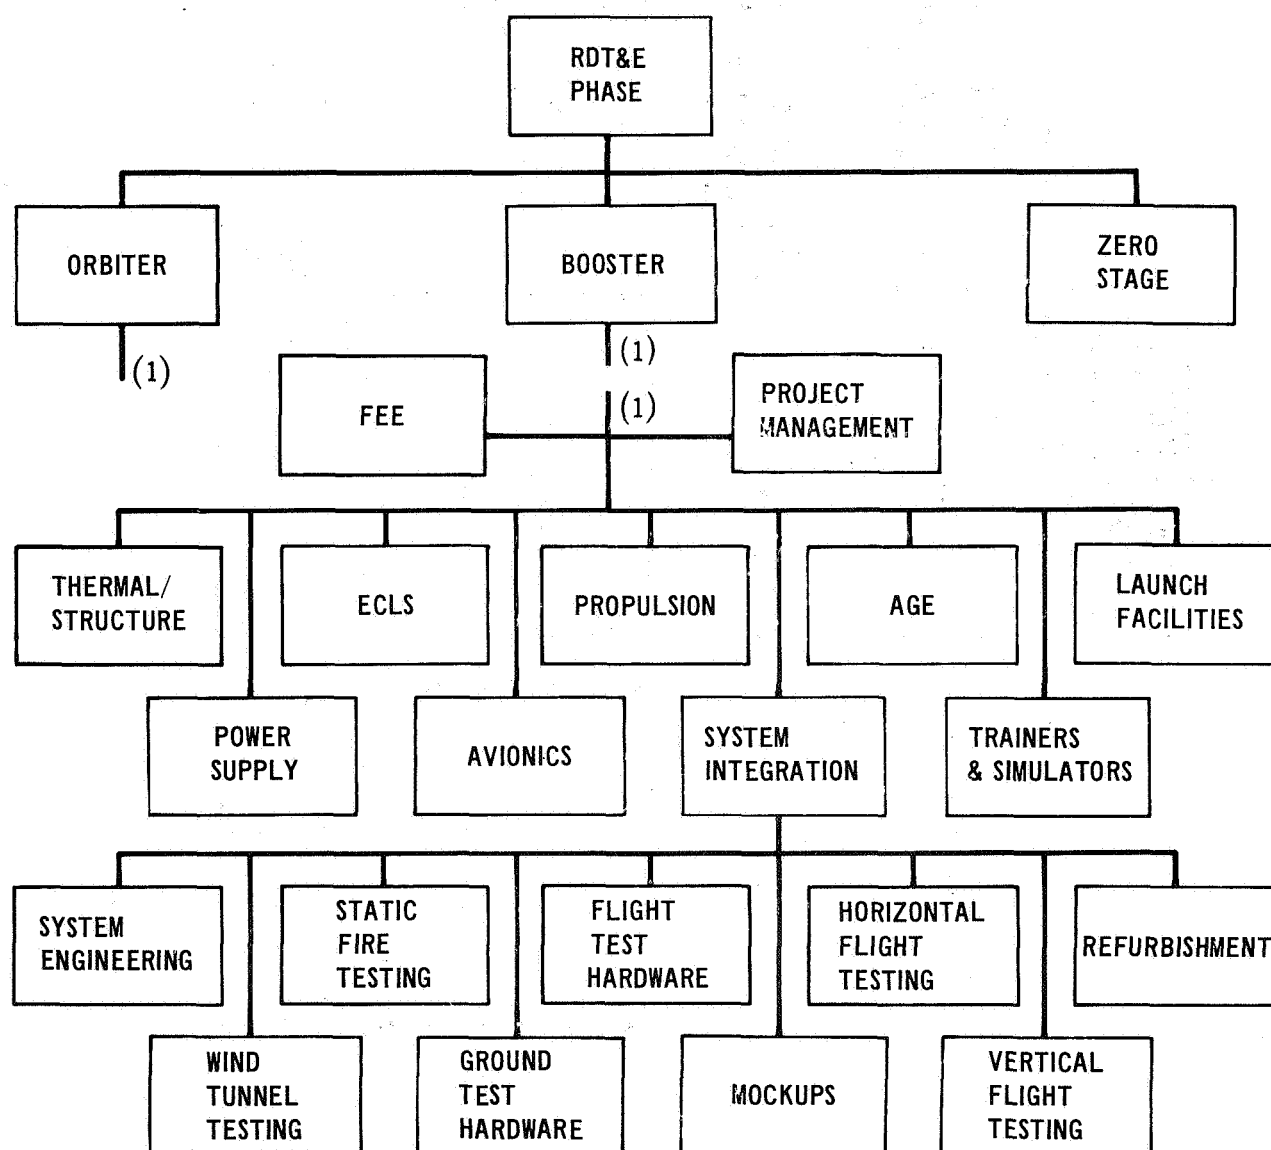 RDT&E
PHASE
ORBITER
BOOSTER
ZERO
STAGE
(1)
(1)
(1)
FEE
PROJECT
MANAGEMENT
THERMAL/
STRUCTURE
ECLS
PROPULSION
AGE
LAUNCH
FACILITIES
POWER
SUPPLY
AVIONICS
SYSTEM
INTEGRATION
TRAINERS
& SIMULATORS
SYSTEM
ENGINEERING
STATIC
FIRE
TESTING
FLIGHT
TEST
HARDWARE
HORIZONTAL
FLIGHT
TESTING
REFURBISHMENT
WIND
TUNNEL
TESTING
GROUND
TEST
HARDWARE
MOCKUPS
VERTICAL
FLIGHT
TESTING